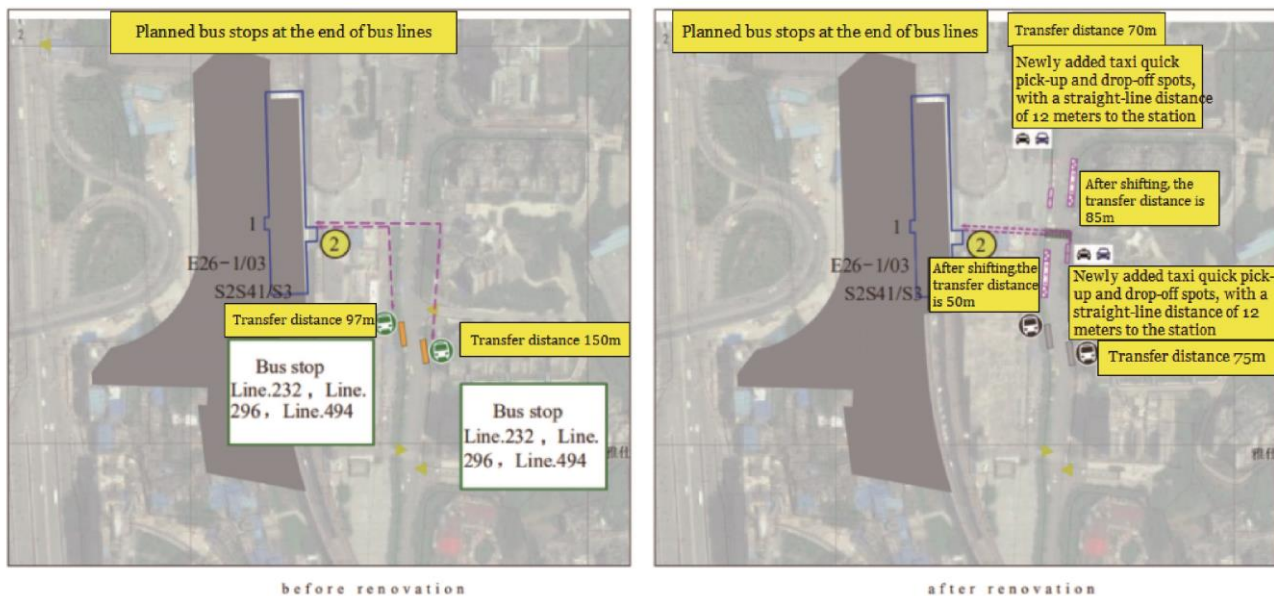 Planned bus stops at the end of bus lines
2
1
2
E26-1/03
S2S41/S3
Transfer distance 97m
Transfer distance 150m
Bus stop
Line.232 , Line.
296, Line.494
Bus stop
Line.232 , Line.
296, Line.494
雅仕
before renovation
Planned bus stops at the end of bus lines
2
Transfer distance 70m
Newly added taxi quick
pick-up and drop-off spots,
with a straight-line distance
of 12 meters to the station
After shifting, the
transfer distance is
85m
1
2
E26-1/03
S2S41/S3
After shifting,the
transfer distance
is 50m
Newly added taxi quick pick-
up and drop-off spots, with a
straight-line distance of 12
meters to the station
Transfer distance 75m
雅仕
after renovation